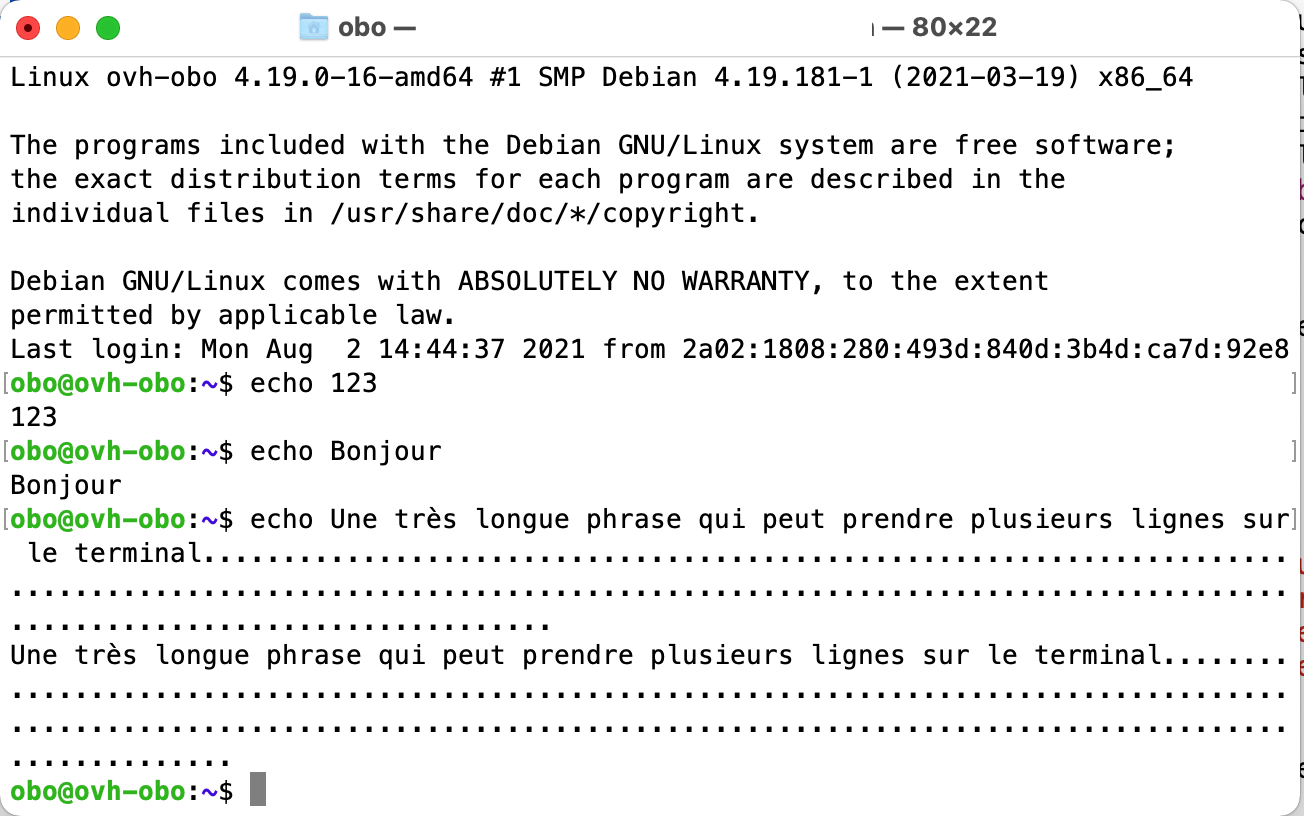 obo — — 80×22
Linux ovh-obo 4.19.0-16-amd64 #1 SMP Debian 4.19.181-1 (2021-03-19) x86_64
The programs included with the Debian GNU/Linux system are free software;
the exact distribution terms for each program are described in the
individual files in /usr/share/doc/*/copyright.
Debian GNU/Linux comes with ABSOLUTELY NO WARRANTY, to the extent
permitted by applicable law.
Last login: Mon Aug  2 14:44:37 2021 from 2a02:1808:280:493d:840d:3b4d:ca7d:92e8
[obo@ovh-obo:~$ echo 123]
123
[obo@ovh-obo:~$ echo Bonjour]
Bonjour
[obo@ovh-obo:~$ echo Une très longue phrase qui peut prendre plusieurs lignes sur]
 le terminal....................................................................
................................................................................
..................................
Une très longue phrase qui peut prendre plusieurs lignes sur le terminal........
................................................................................
................................................................................
..............
obo@ovh-obo:~$